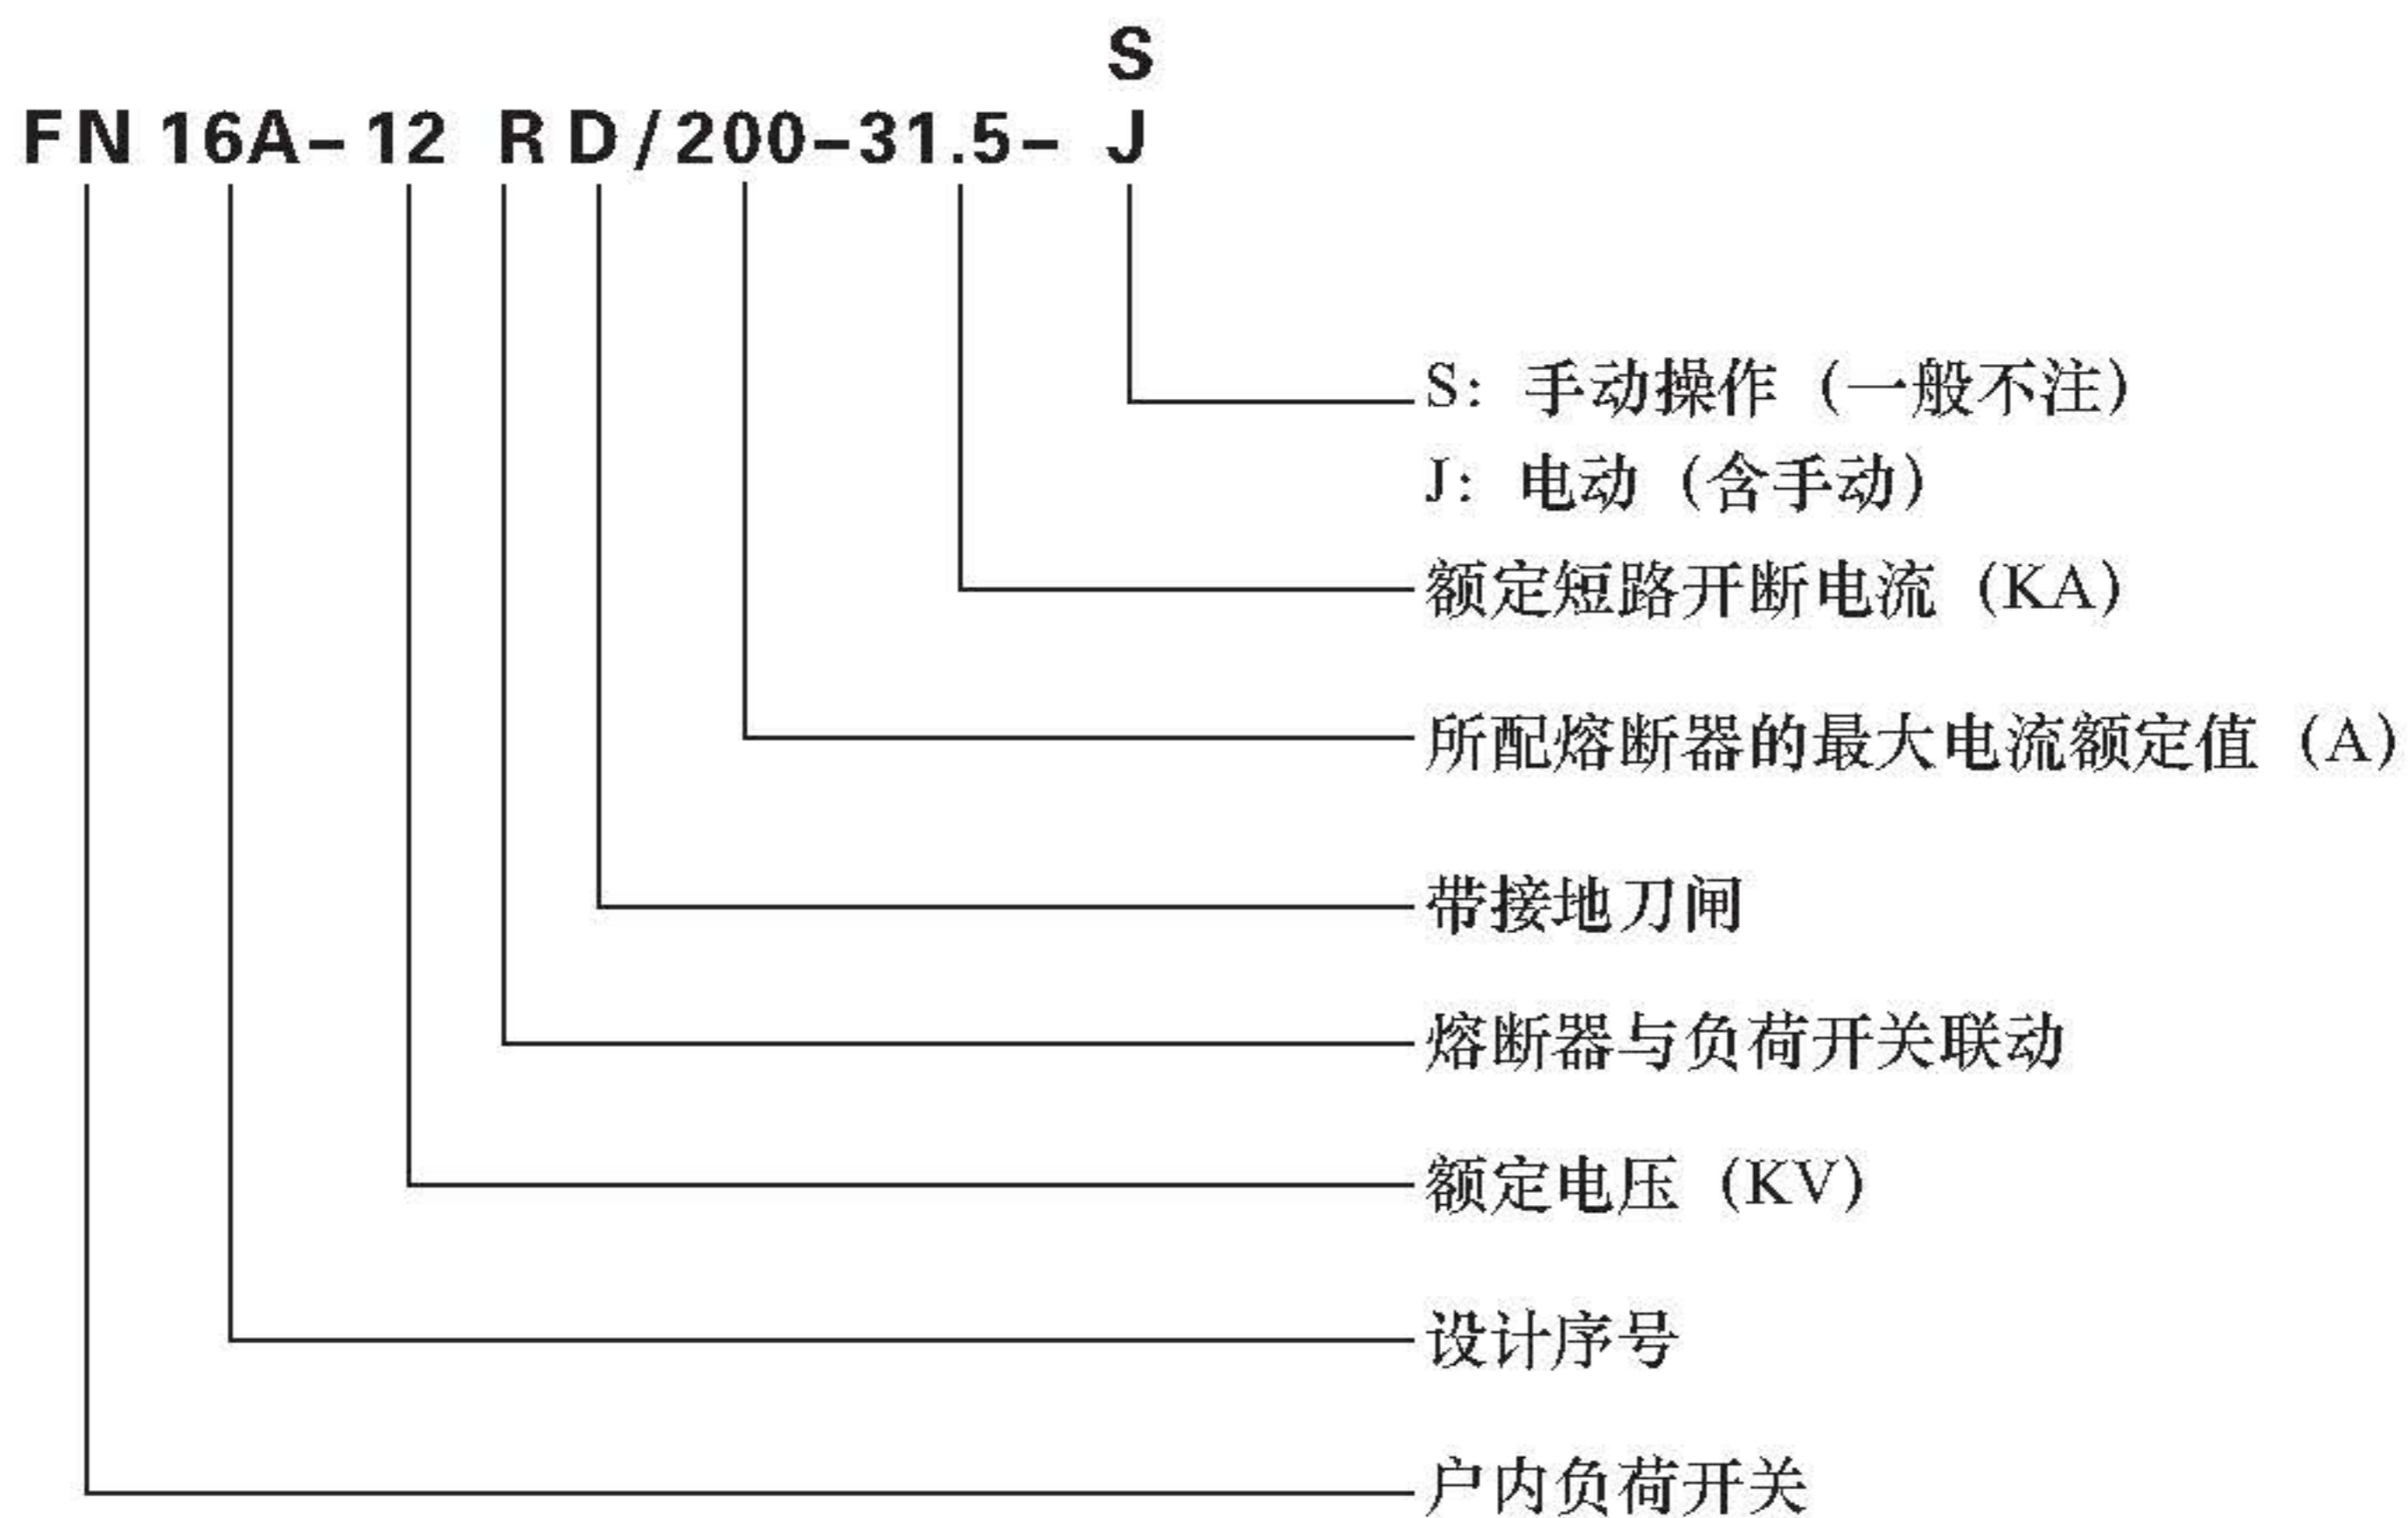 S
FN 16A-12 RD/200-31.5- J
S: 手动操作 (一般不注)
J: 电动 (含手动)
额定短路开断电流 (KA)
所配熔断器的最大电流额定值 (A)
带接地刀闸
熔断器与负荷开关联动
额定电压 (KV)
设计序号
户内负荷开关